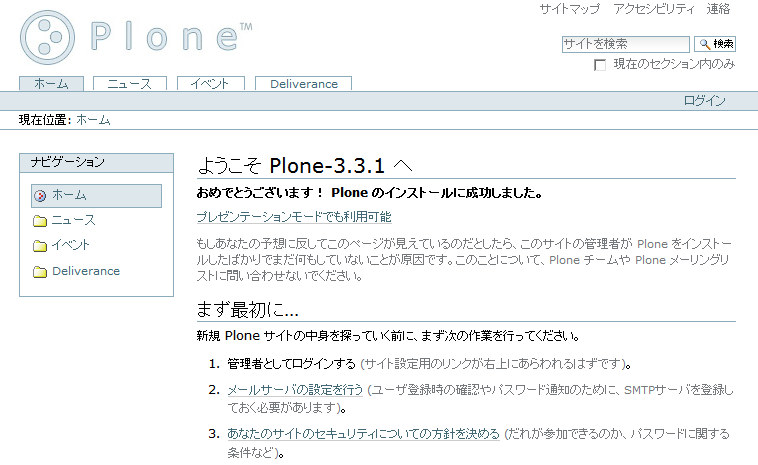 サイトマップ アクセシビリティ 連絡
Plone™
サイトを検索 検索
現在のセクション内のみ
ホーム ニュース イベント Deliverance
ログイン
現在位置: ホーム
ナビゲーション
ホーム
ニュース
イベント
Deliverance
ようこそ Plone-3.3.1 へ
おめでとうございます！ Plone のインストールに成功しました。
プレゼンテーションモードでも利用可能
もしあなたの予想に反してこのページが見えているのだとしたら、このサイトの管理者が Plone をインストー
ルしたばかりでまだ何もしていないことが原因です。このことについて、Plone チームや Plone メーリングリ
ストに問い合わせないでください。
まず最初に...
新規 Plone サイトの中身を探っていく前に、まず次の作業を行ってください。
1. 管理者としてログインする (サイト設定用のリンクが右上にあらわれるはずです)。
2. メールサーバの設定を行う (ユーザ登録時の確認やパスワード通知のために、SMTPサーバを登録し
ておく必要があります)。
3. あなたのサイトのセキュリティについての方針を決める (だれが参加できるのか、パスワードに関する
条件など)。